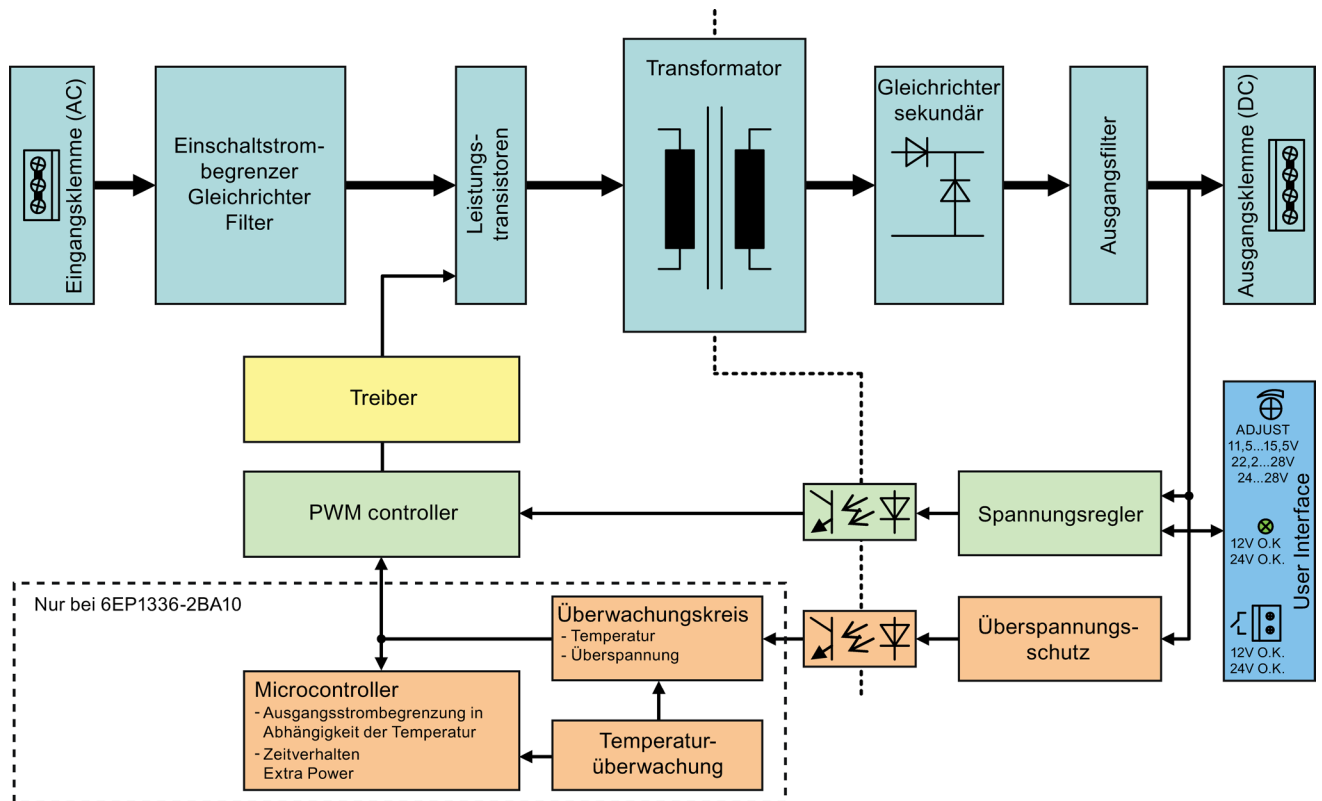 Eingangsklemme (AC)
Einschaltstrom-
begrenzer
Gleichrichter
Filter
Leistungs-
transistoren
Transformator
Gleichrichter
sekundär
Ausgangsfilter
Ausgangsklemme (DC)
Treiber
PWM controller
Spannungsregler
ADJUST
11,5...15,5V
22,2...28V
24...28V
12V O.K
24V O.K.
User Interface
12V O.K.
24V O.K.
Nur bei 6EP1336-2BA10
Überwachungskreis
- Temperatur
- Überspannung
Überspannungs-
schutz
Microcontroller
- Ausgangsstrombegrenzung in
Abhängigkeit der Temperatur
- Zeitverhalten
Extra Power
Temperatur-
überwachung